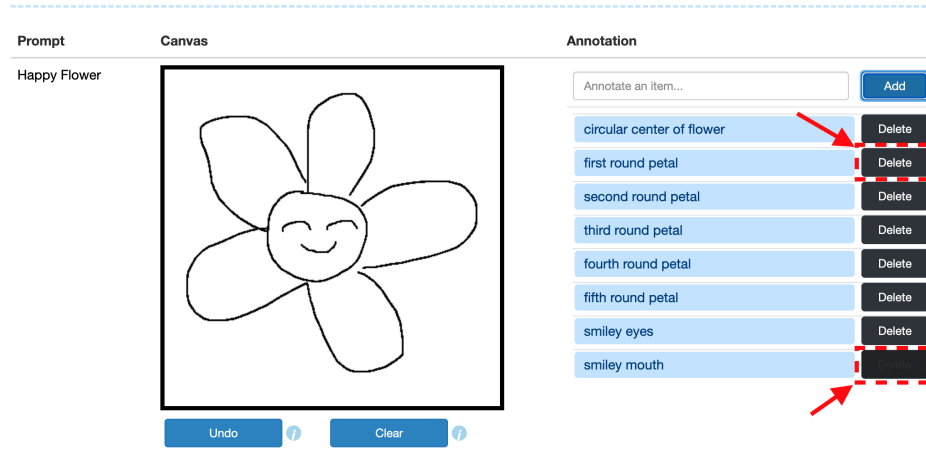 Prompt Canvas Annotation
Happy Flower
Annotate an item... Add
circular center of flower Delete
first round petal Delete
second round petal Delete
third round petal Delete
fourth round petal Delete
fifth round petal Delete
smiley eyes Delete
smiley mouth Delete
Undo i Clear i